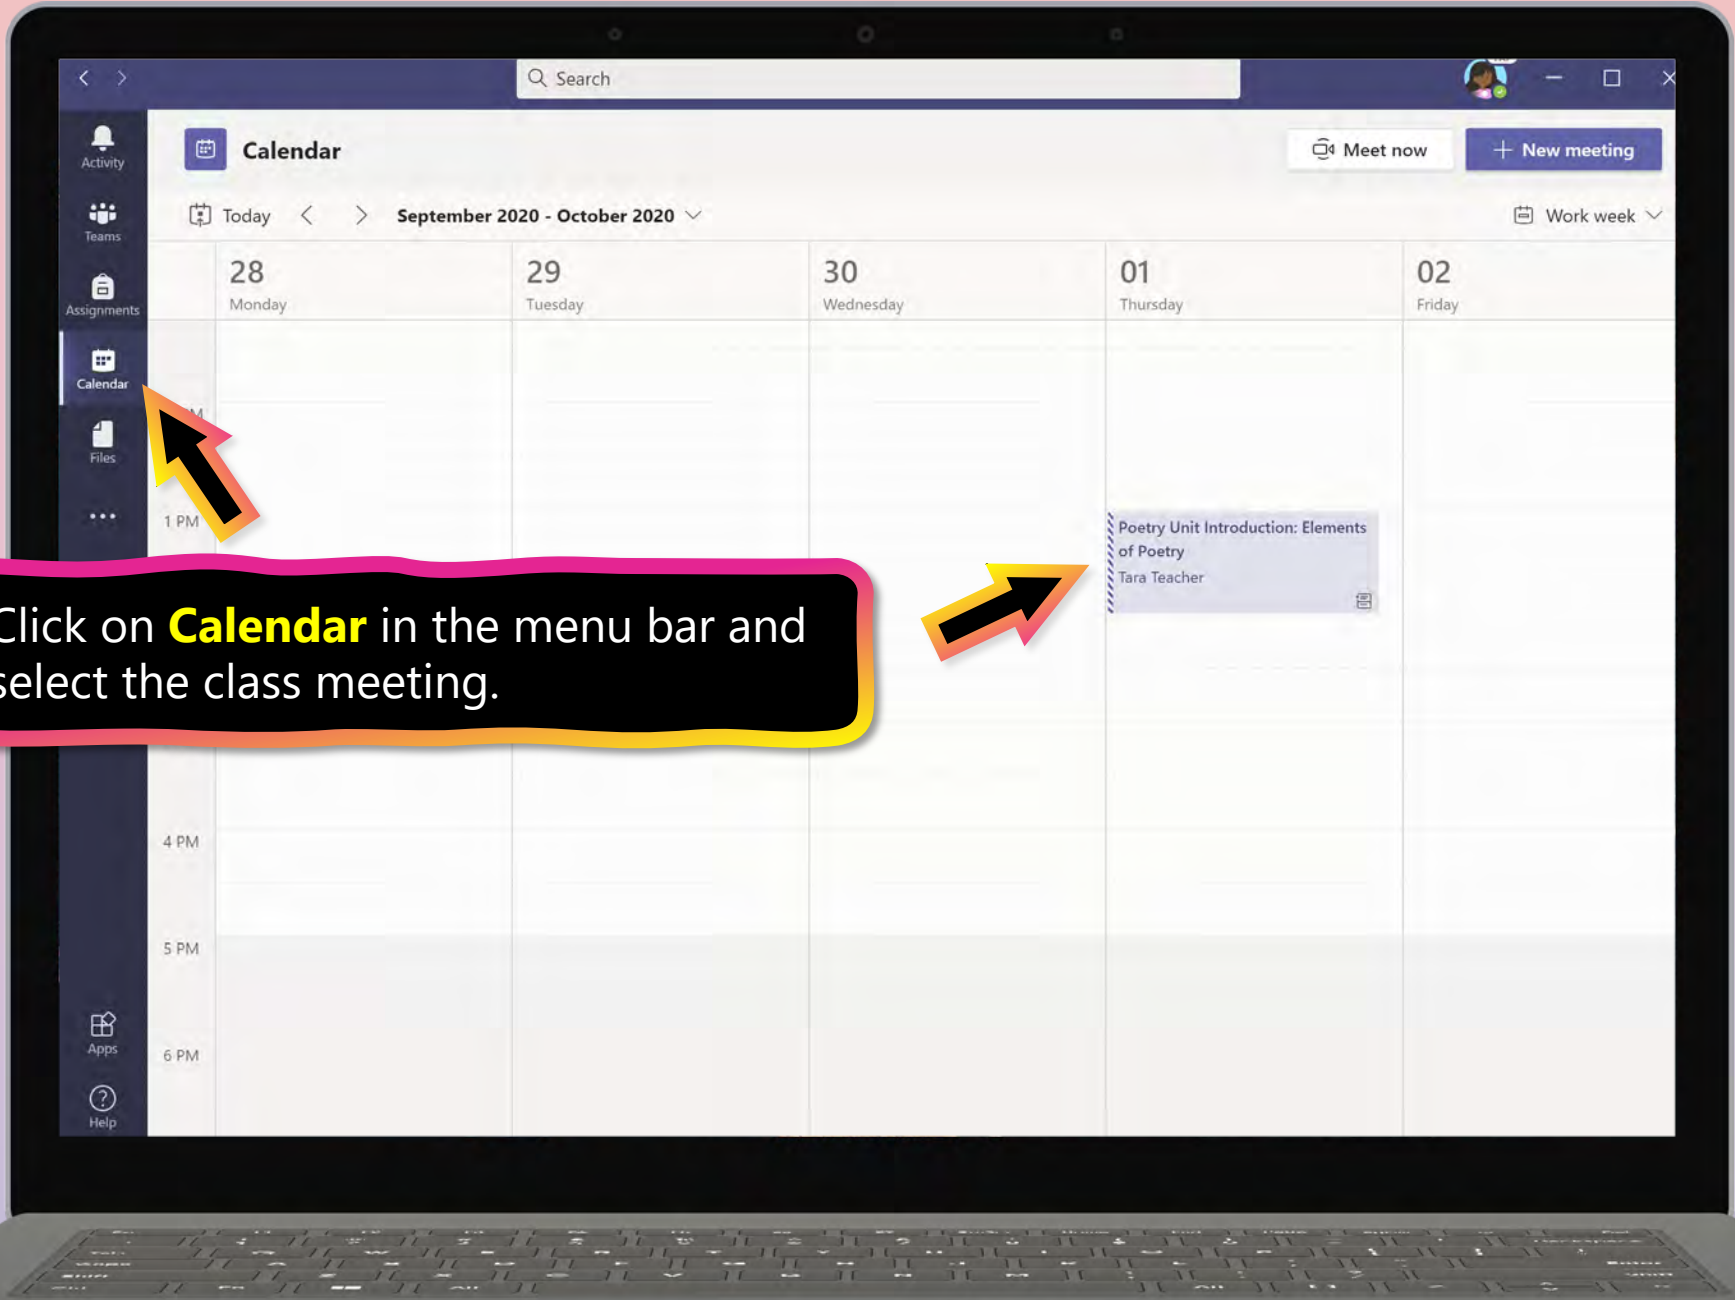 Search
Activity
Calendar
Meet now
+ New meeting
Teams
Today
September 2020 - October 2020
Work week
28
29
30
01
02
Monday
Tuesday
Wednesday
Thursday
Friday
Assignments
Calendar
Files
1 PM
Poetry Unit Introduction: Elements
of Poetry
Tara Teacher
Click on Calendar in the menu bar and
select the class meeting.
4 PM
5 PM
Apps
6 PM
Help